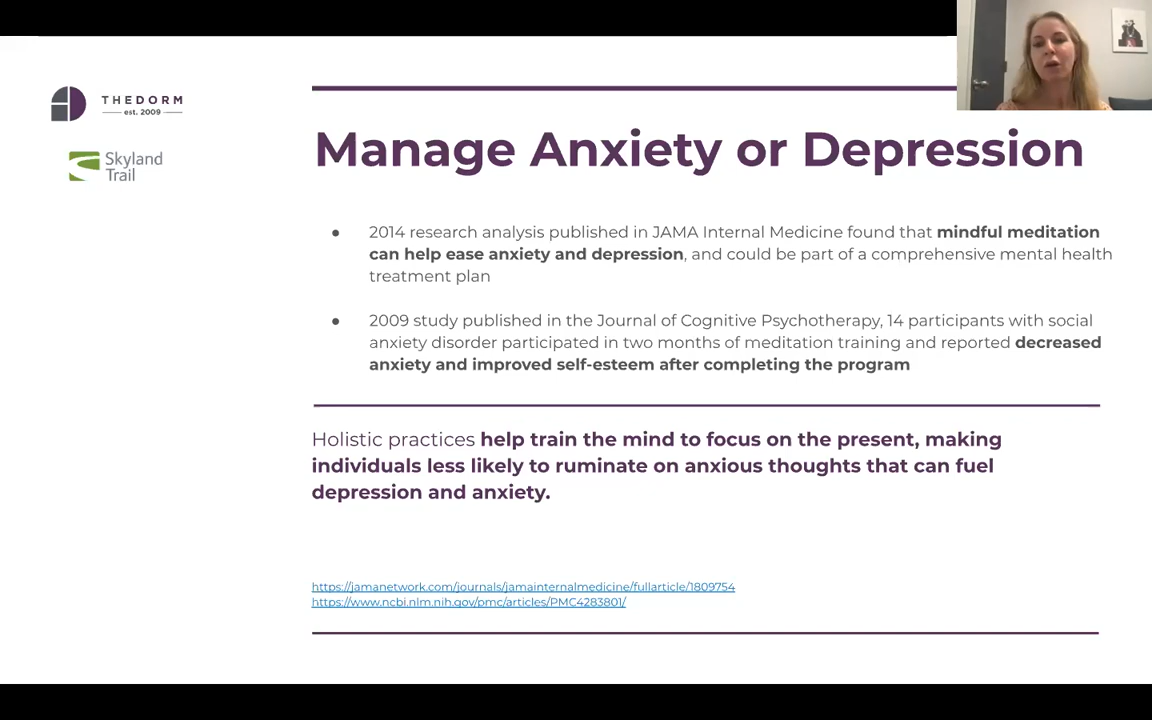 THEDORM
est. 2009
Skyland
Trail
Manage Anxiety or Depression
● 2014 research analysis published in JAMA Internal Medicine found that mindful meditation
can help ease anxiety and depression, and could be part of a comprehensive mental health
treatment plan
● 2009 study published in the Journal of Cognitive Psychotherapy, 14 participants with social
anxiety disorder participated in two months of meditation training and reported decreased
anxiety and improved self-esteem after completing the program
Holistic practices help train the mind to focus on the present, making
individuals less likely to ruminate on anxious thoughts that can fuel
depression and anxiety.
https://jamanetwork.com/journals/jamainternalmedicine/fullarticle/1809754
https://www.ncbi.nlm.nih.gov/pmc/articles/PMC4283801/